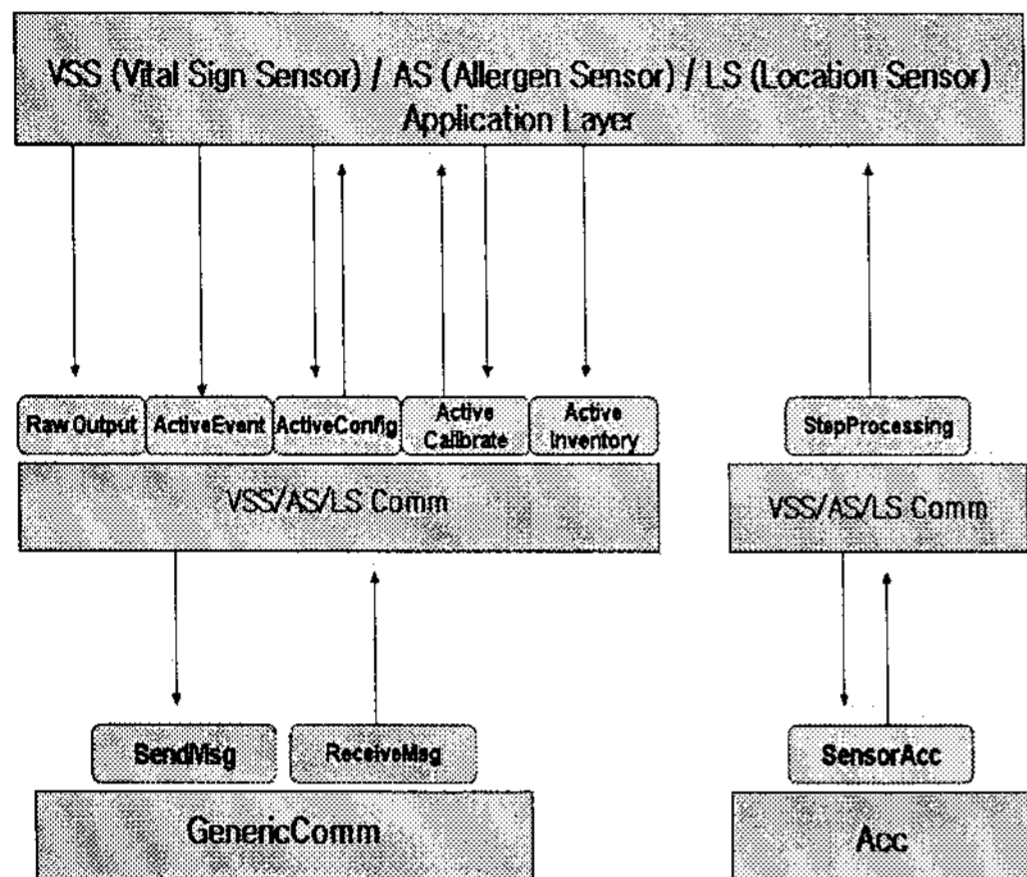 VSS (Vital Sign Sensor) / AS (Allergen Sensor) / LS (Location Sensor)
Application Layer
Raw Output
ActiveEvent
ActiveConfig
Active
Calibrate
Active
Inventory
StepProcessing
VSS/AS/LS Comm
VSS/AS/LS Comm
SendMsg
ReceiveMsg
SensorAcc
GenericComm
Acc